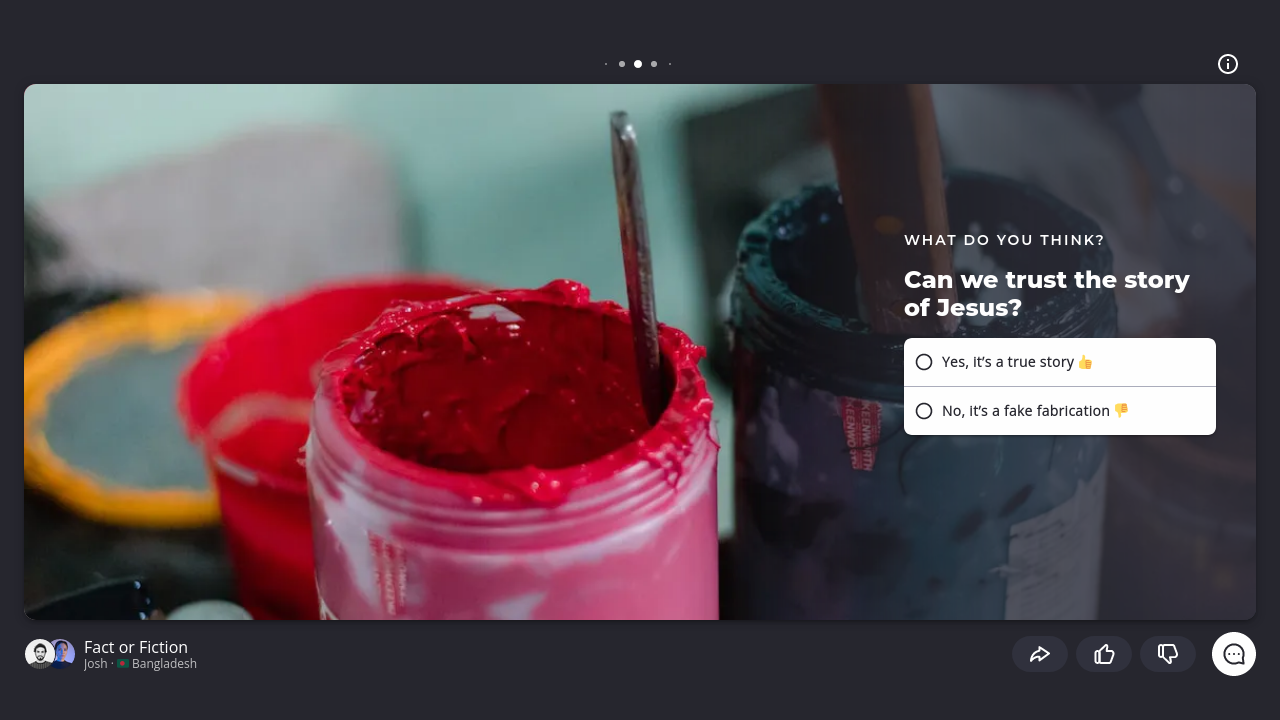 WHAT DO YOU THINK?
Can we trust the story
of Jesus?
Yes, it's a true story 👍
No, it's a fake fabrication 👎
Fact or Fiction
Josh · 🇧🇩 Bangladesh